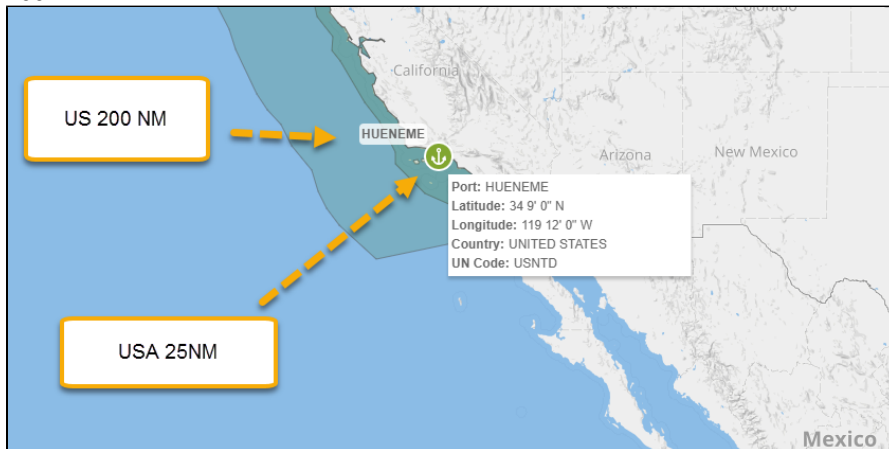 Colorado
California
US 200 NM
HUENEME
Arizona
New Mexico
Port: HUENEME
Latitude: 34 9' 0" N
Longitude: 119 12' 0" W
Country: UNITED STATES
UN Code: USNTD
USA 25NM
Mexico